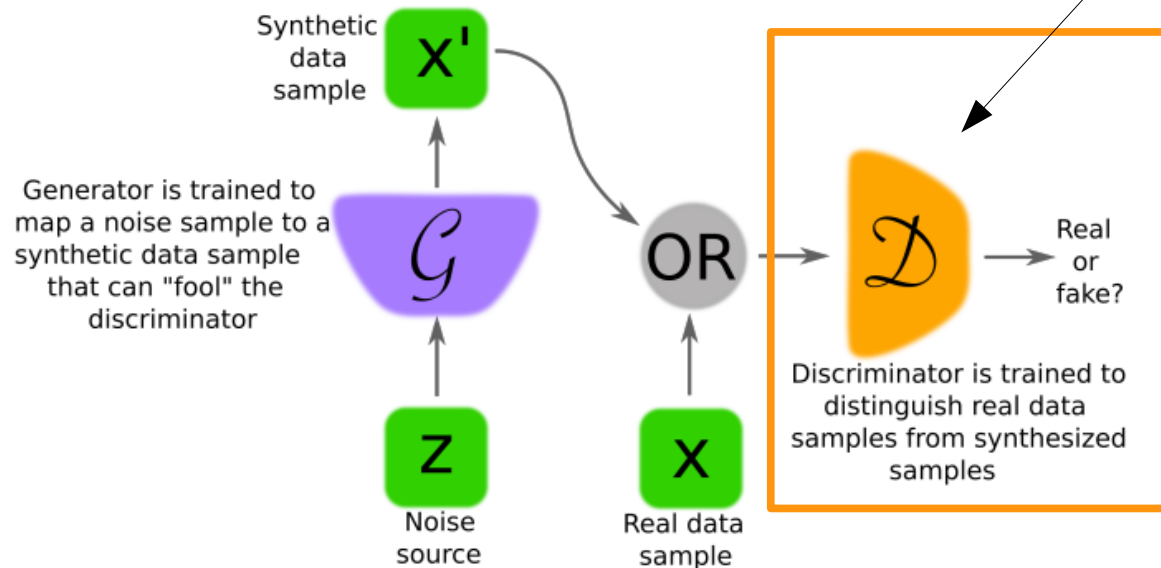 Synthetic
data
sample
x'
Generator is trained to
map a noise sample to a
synthetic data sample
that can "fool" the
discriminator
G
OR
D
Real
or
fake?
Discriminator is trained to
distinguish real data
samples from synthesized
samples
z
x
Noise
source
Real data
sample